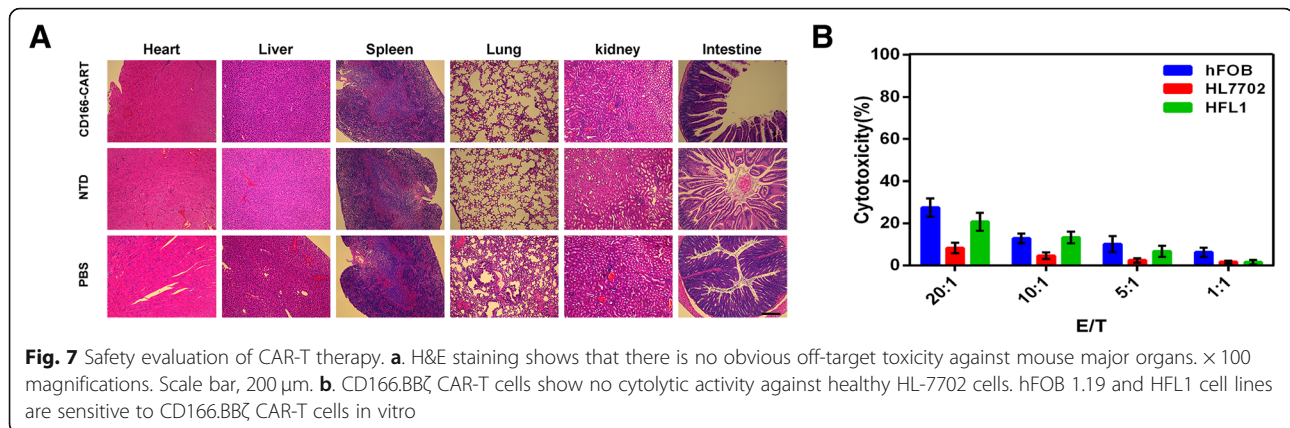 A
Heart Liver Spleen Lung kidney Intestine
CD166-CART
NTD
PBS
B
100
80
60
40
20
0
Cytotoxicity(%)
hFOB
HL7702
HFL1
20:1 10:1 5:1 1:1
E/T
Fig. 7 Safety evaluation of CAR-T therapy. a. H&E staining shows that there is no obvious off-target toxicity against mouse major organs. × 100
magnifications. Scale bar, 200 μm. b. CD166.BBζ CAR-T cells show no cytolytic activity against healthy HL-7702 cells. hFOB 1.19 and HFL1 cell lines
are sensitive to CD166.BBζ CAR-T cells in vitro